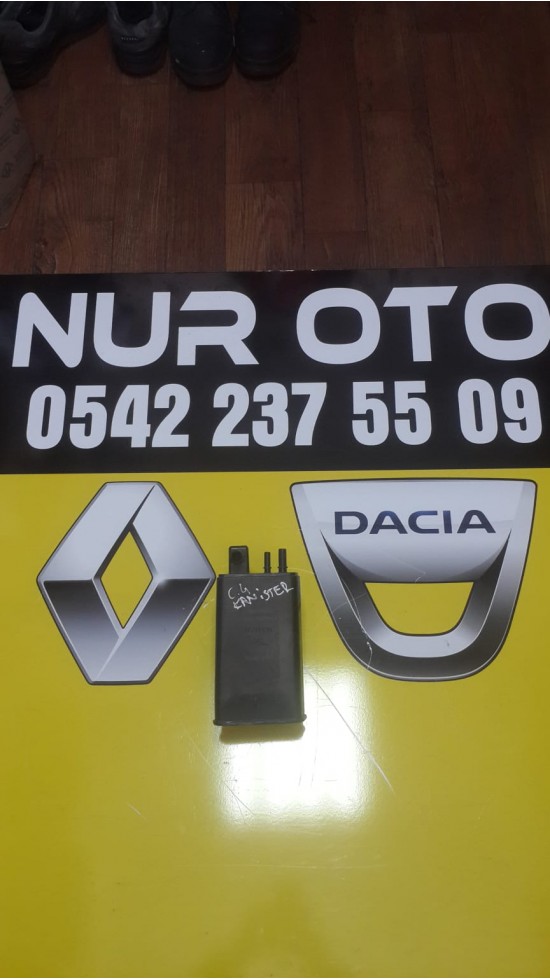 NUR OTO
0542 237 55 09
DACIA
C4
KANİSTER